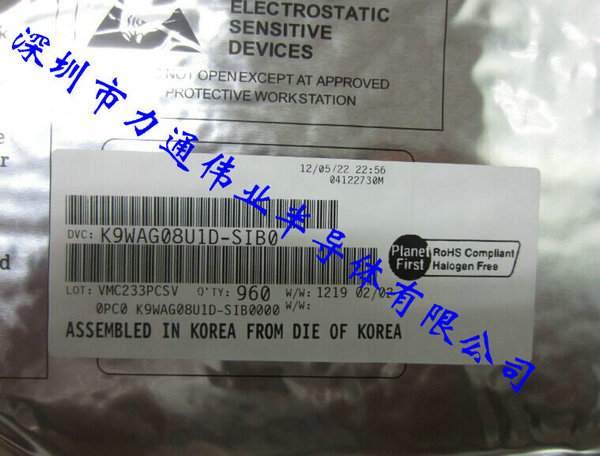 ELECTROSTATIC
SENSITIVE
DEVICES
NOT OPEN EXCEPT AT APPROVED
PROTECTIVE WORKSTATION
深圳市力通伟业半导体有限公司
12/05/22 22:56
04122730M
DVC: K9WAG08U1D-SIB0
Planet First RoHS Compliant
Halogen Free
LOT: VMC233PCSV Q'TY: 960 W/W: 1219 02/02
0PC0 K9WAG08U1D-SIB0000 W/W:
ASSEMBLED IN KOREA FROM DIE OF KOREA